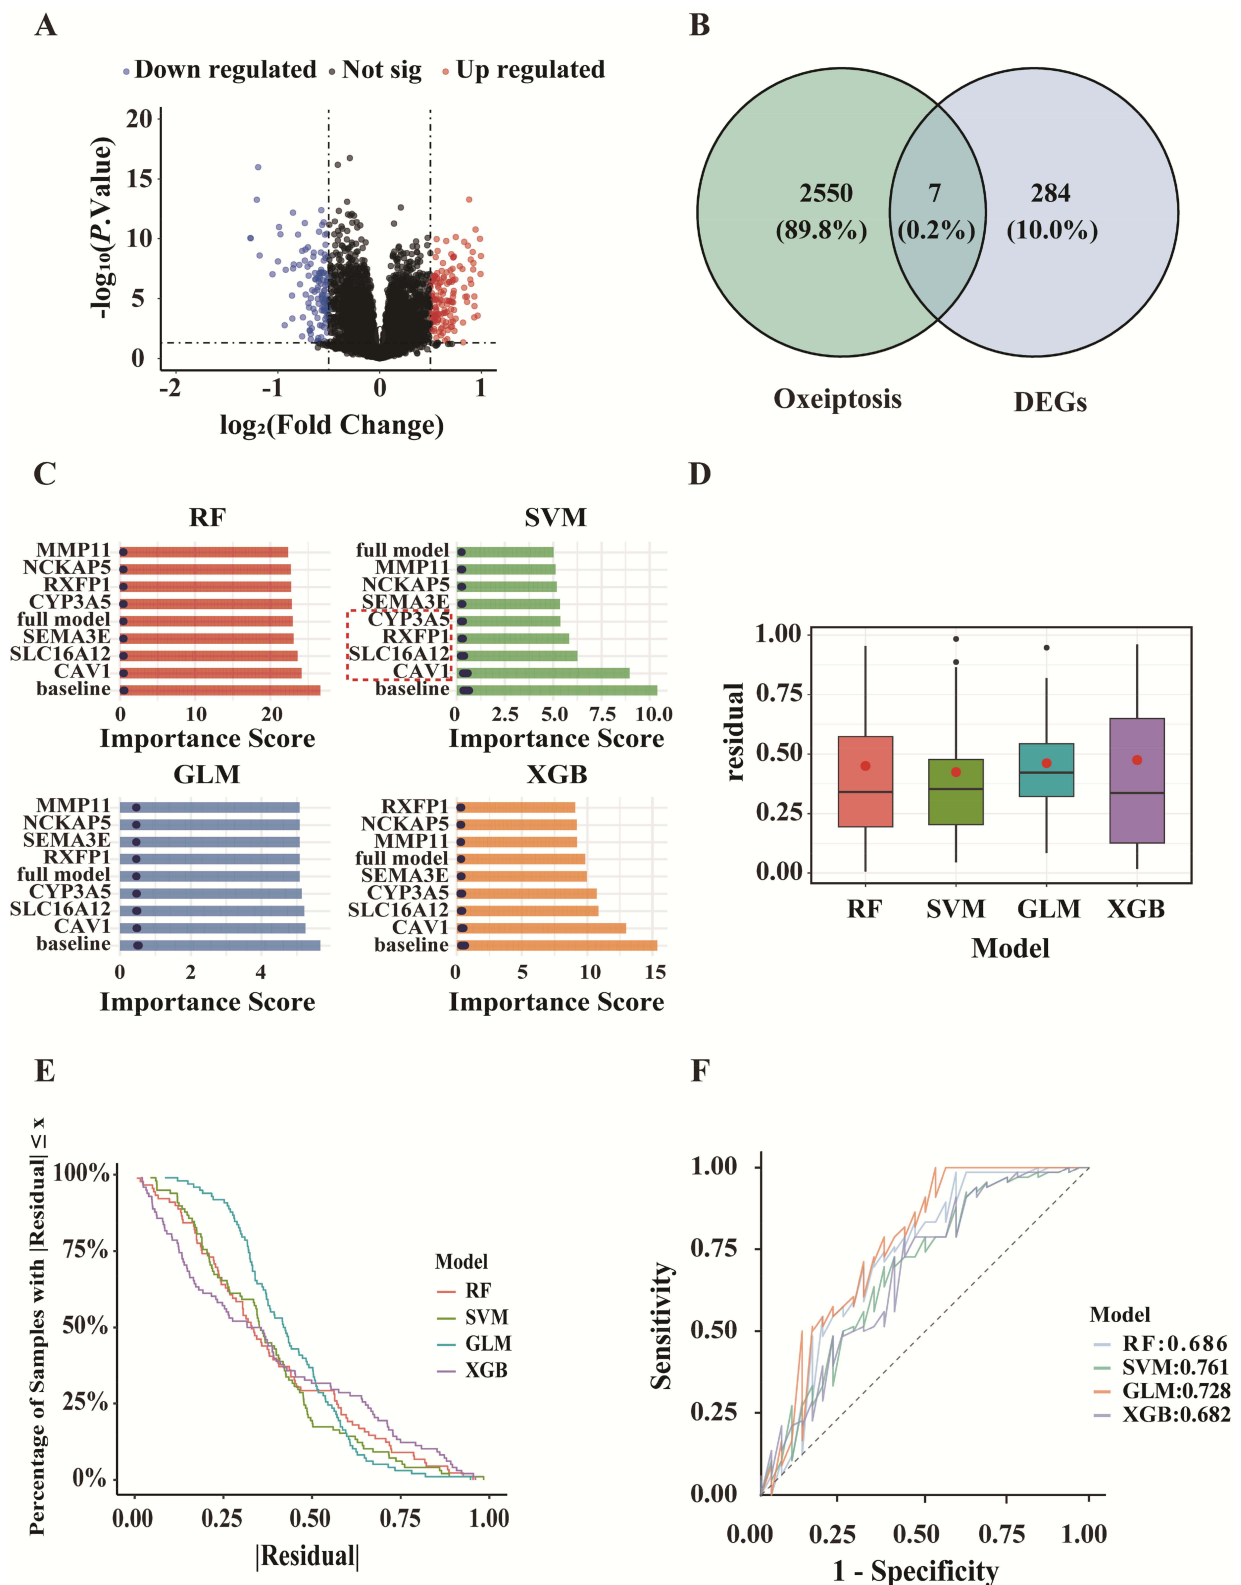 A
Down regulated
Not sig
Up regulated
20
15
10
5
0
-log₁₀(P.Value)
-2
-1
0
1
log₂(Fold Change)
B
2550
(89.8%)
7
(0.2%)
284
(10.0%)
Oxeiptosis
DEGs
C
RF
MMP11
NCKAP5
RXFP1
CYP3A5
full model
SEMA3E
SLC16A12
CAV1
baseline
0
10
20
Importance Score
SVM
full model
MMP11
NCKAP5
SEMA3E
CYP3A5
RXFP1
SLC16A12
CAV1
baseline
0
2.5
5.0
7.5
10.0
Importance Score
GLM
MMP11
NCKAP5
SEMA3E
RXFP1
full model
CYP3A5
SLC16A12
CAV1
baseline
0
2
4
Importance Score
XGB
RXFP1
NCKAP5
MMP11
full model
SEMA3E
CYP3A5
SLC16A12
CAV1
baseline
0
5
10
15
Importance Score
D
1.00
0.75
0.50
0.25
0.00
residual
RF
SVM
GLM
XGB
Model
E
Percentage of Samples with |Residual| ≤ x
100%
75%
50%
25%
0%
0.00
0.25
0.50
0.75
1.00
|Residual|
Model
RF
SVM
GLM
XGB
F
1.00
0.75
0.50
0.25
0.00
Sensitivity
0.00
0.25
0.50
0.75
1.00
1 - Specificity
Model
RF:0.686
SVM:0.761
GLM:0.728
XGB:0.682